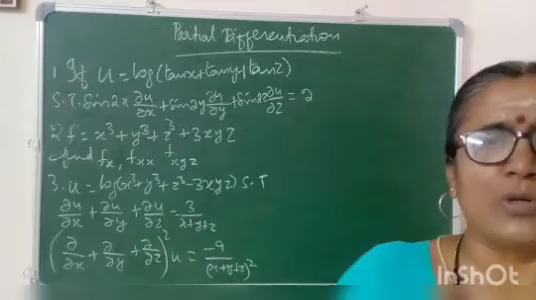 Partial Differentiation
1. If u = log(tanx+tany+tanz)
S.T. Sin2x ∂u/∂x + sin2y ∂u/∂y + sin2z ∂u/∂z = 2
2. f = x³+y³+z³+3xyz
find fx, fxx fxyz
3. u = log(x³+y³+z³-3xyz) S.T
∂u/∂x + ∂u/∂y + ∂u/∂z = 3/x+y+z
(∂/∂x + ∂/∂y + ∂/∂z)² u = -9/(x+y+z)²
InShOt